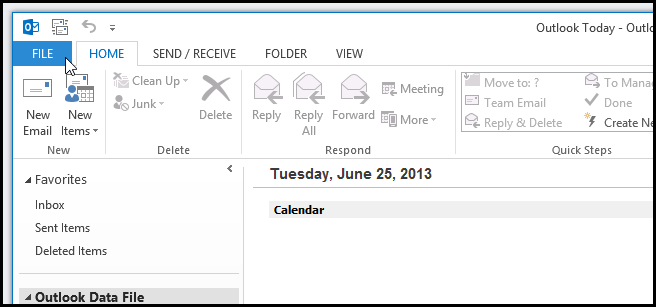 Outlook Today - Outlo
FILE HOME SEND / RECEIVE FOLDER VIEW
New Email
New Items
Clean Up
Junk
Delete
Reply
Reply All
Forward
Meeting
More
Move to: ?
Team Email
Reply & Delete
To Manag
Done
Create Ne
New Delete Respond Quick Steps
Favorites
Inbox
Sent Items
Deleted Items
Outlook Data File
Tuesday, June 25, 2013
Calendar